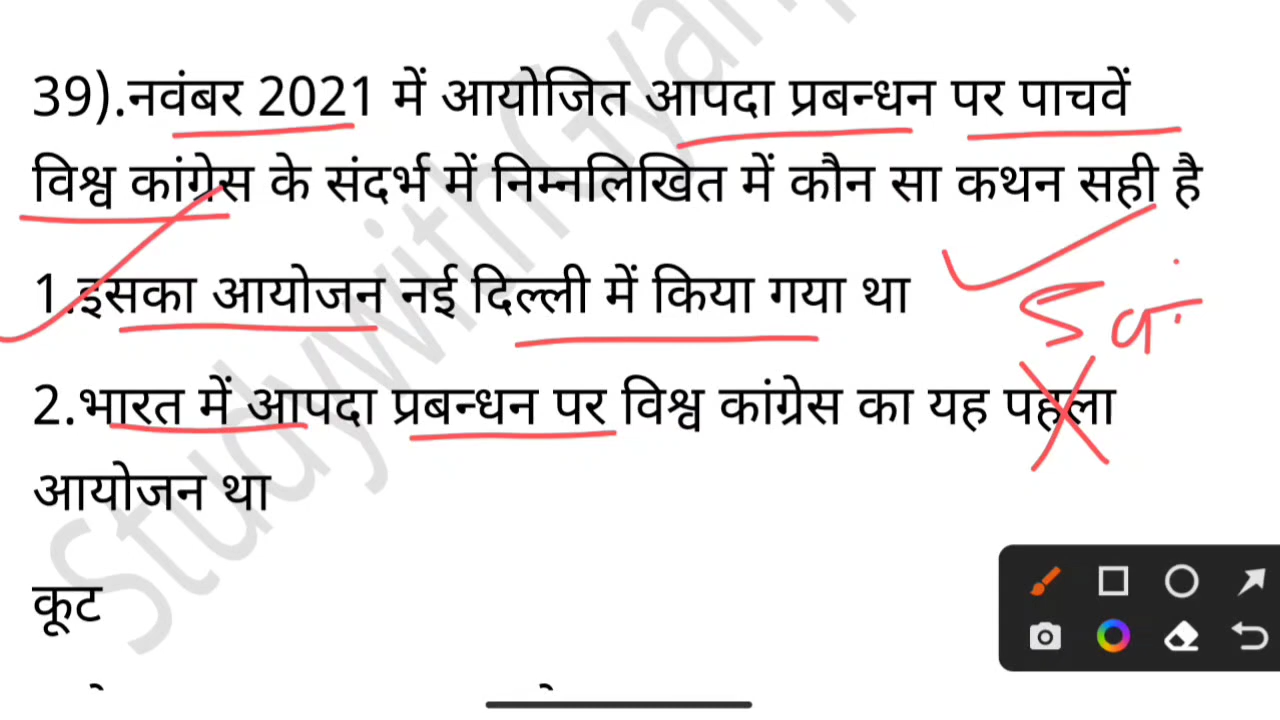 39).नवंबर 2021 में आयोजित आपदा प्रबन्धन पर पाचवें
विश्व कांग्रेस के संदर्भ में निम्नलिखित में कौन सा कथन सही है
1.इसका आयोजन नई दिल्ली में किया गया था
2.भारत में आपदा प्रबन्धन पर विश्व कांग्रेस का यह पहला
आयोजन था
कूट